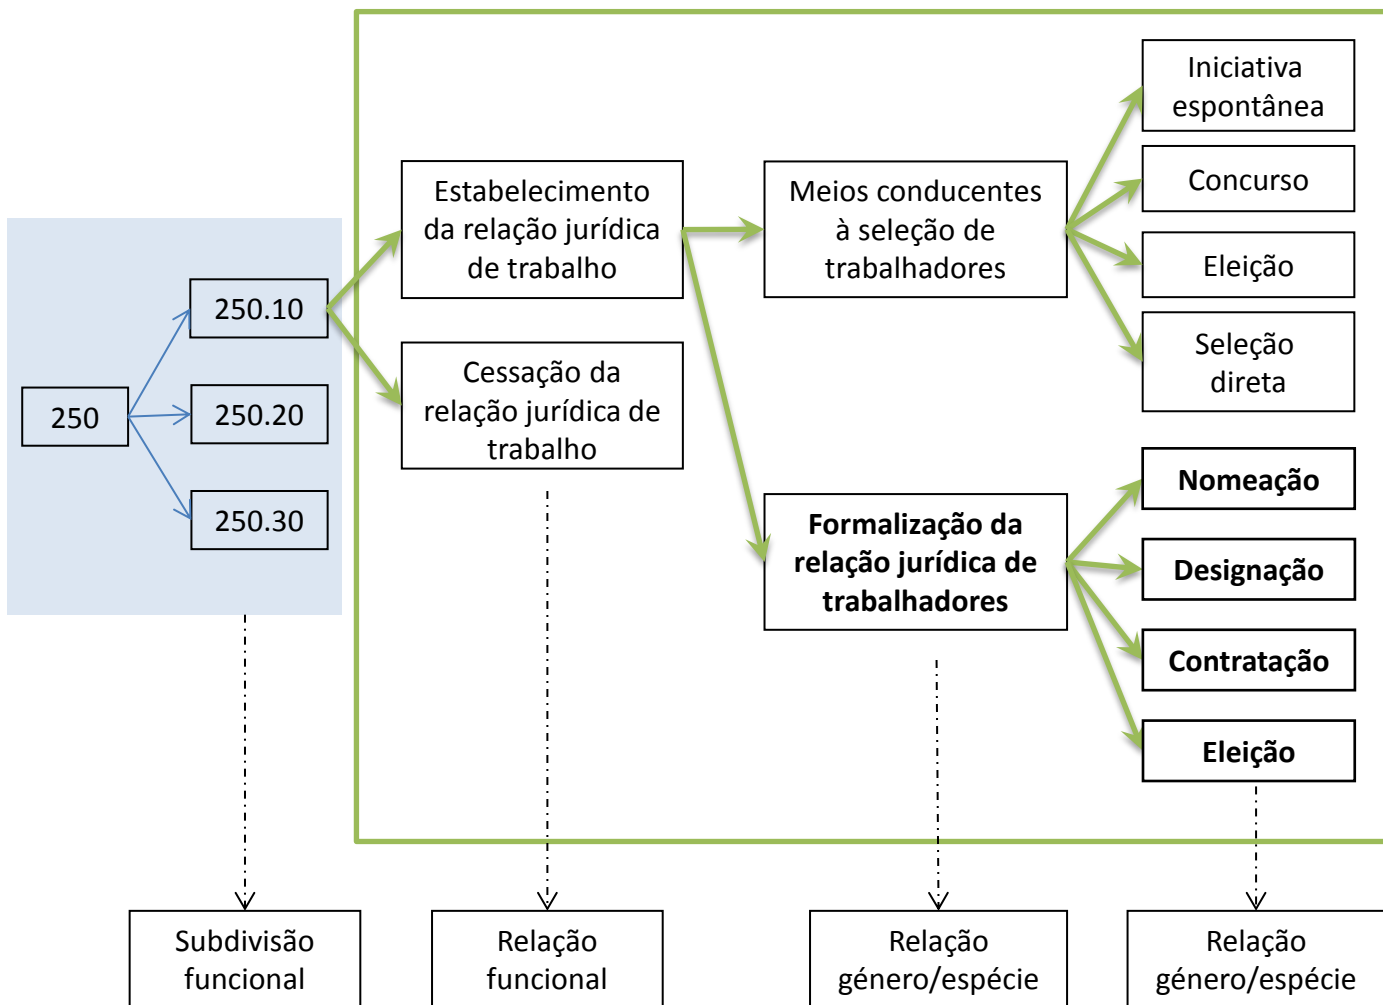 250
250.10
250.20
250.30
Estabelecimento
da relação jurídica
de trabalho
Cessação da
relação jurídica de
trabalho
Meios conducentes
à seleção de
trabalhadores
Formalização da
relação jurídica de
trabalhadores
Iniciativa
espontânea
Concurso
Eleição
Seleção
direta
Nomeação
Designação
Contratação
Eleição
Subdivisão
funcional
Relação
funcional
Relação
género/espécie
Relação
género/espécie